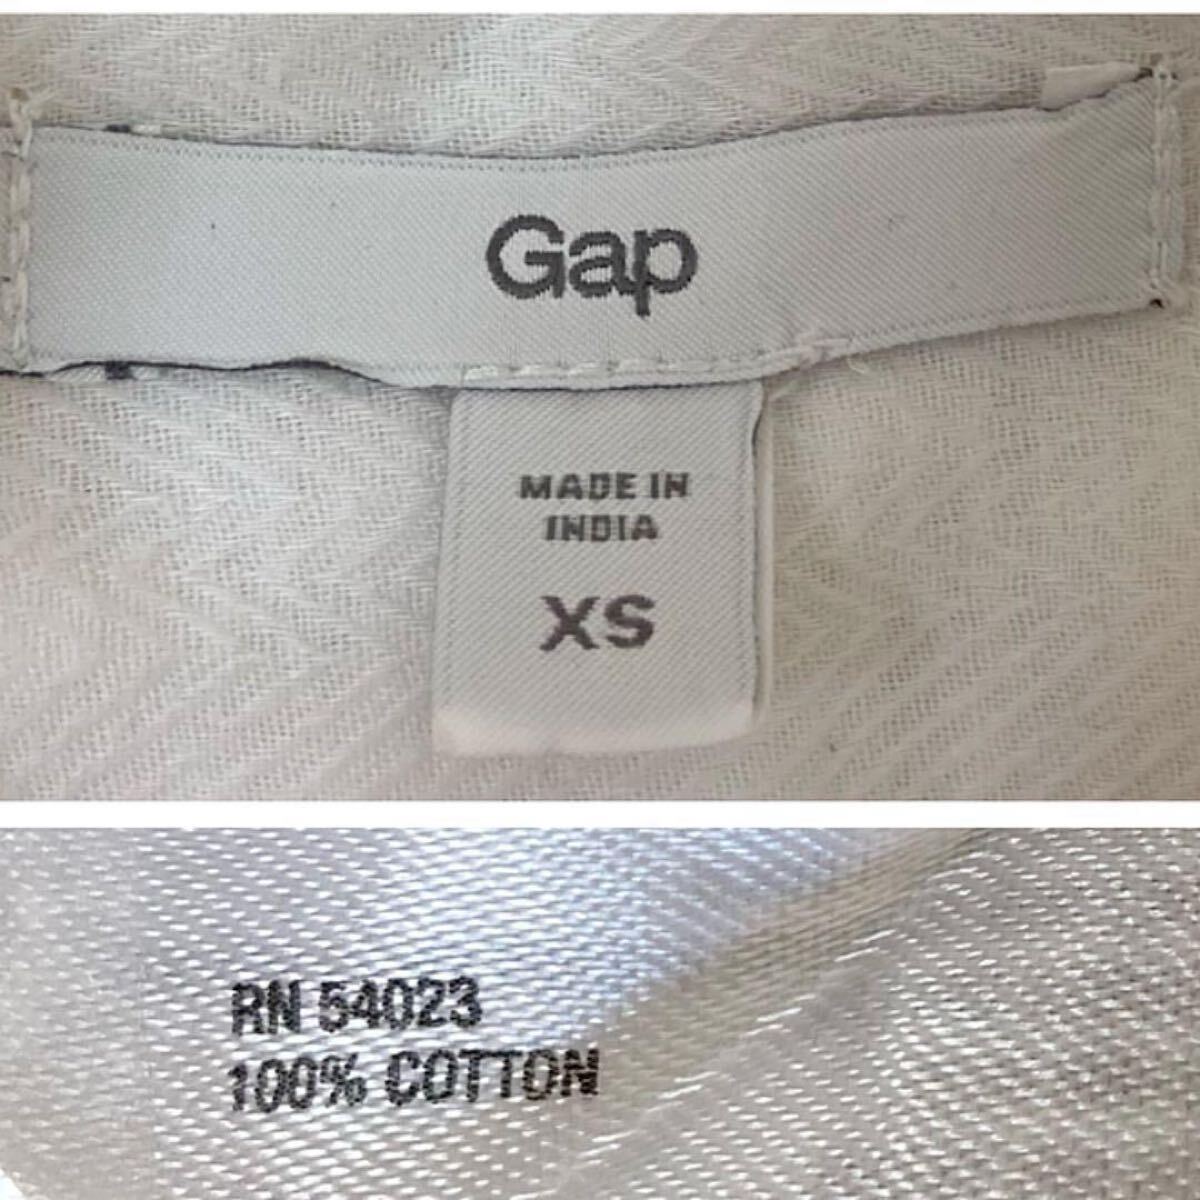 Gap
MADE IN
INDIA
XS
RN 54023
100% COTTON